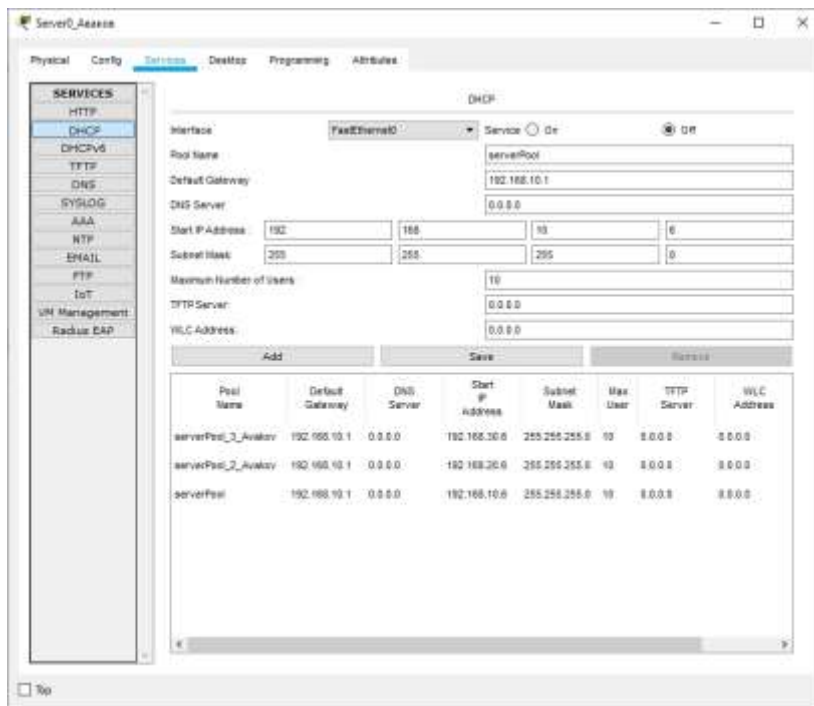 Server0_Аваков
Physical Config Services Desktop Programming Attributes
SERVICES
HTTP
DHCP
DHCPv6
TFTP
DNS
SYSLOG
AAA
NTP
EMAIL
FTP
IoT
VM Management
Radius EAP
DHCP
Interface FastEthernet0 Service On Off
Pool Name serverPool
Default Gateway 192.168.10.1
DNS Server 0.0.0.0
Start IP Address: 192 168 10 6
Subnet Mask: 255 255 255 0
Maximum Number of Users: 10
TFTP Server: 0.0.0.0
WLC Address: 0.0.0.0
Add Save Remove
Pool Name Default Gateway DNS Server Start IP Address Subnet Mask Max User TFTP Server WLC Address
serverPool_3_Avakov 192.168.10.1 0.0.0.0 192.168.30.6 255.255.255.0 10 0.0.0.0 0.0.0.0
serverPool_2_Avakov 192.168.10.1 0.0.0.0 192.168.20.6 255.255.255.0 10 0.0.0.0 0.0.0.0
serverPool 192.168.10.1 0.0.0.0 192.168.10.6 255.255.255.0 10 0.0.0.0 0.0.0.0
Top